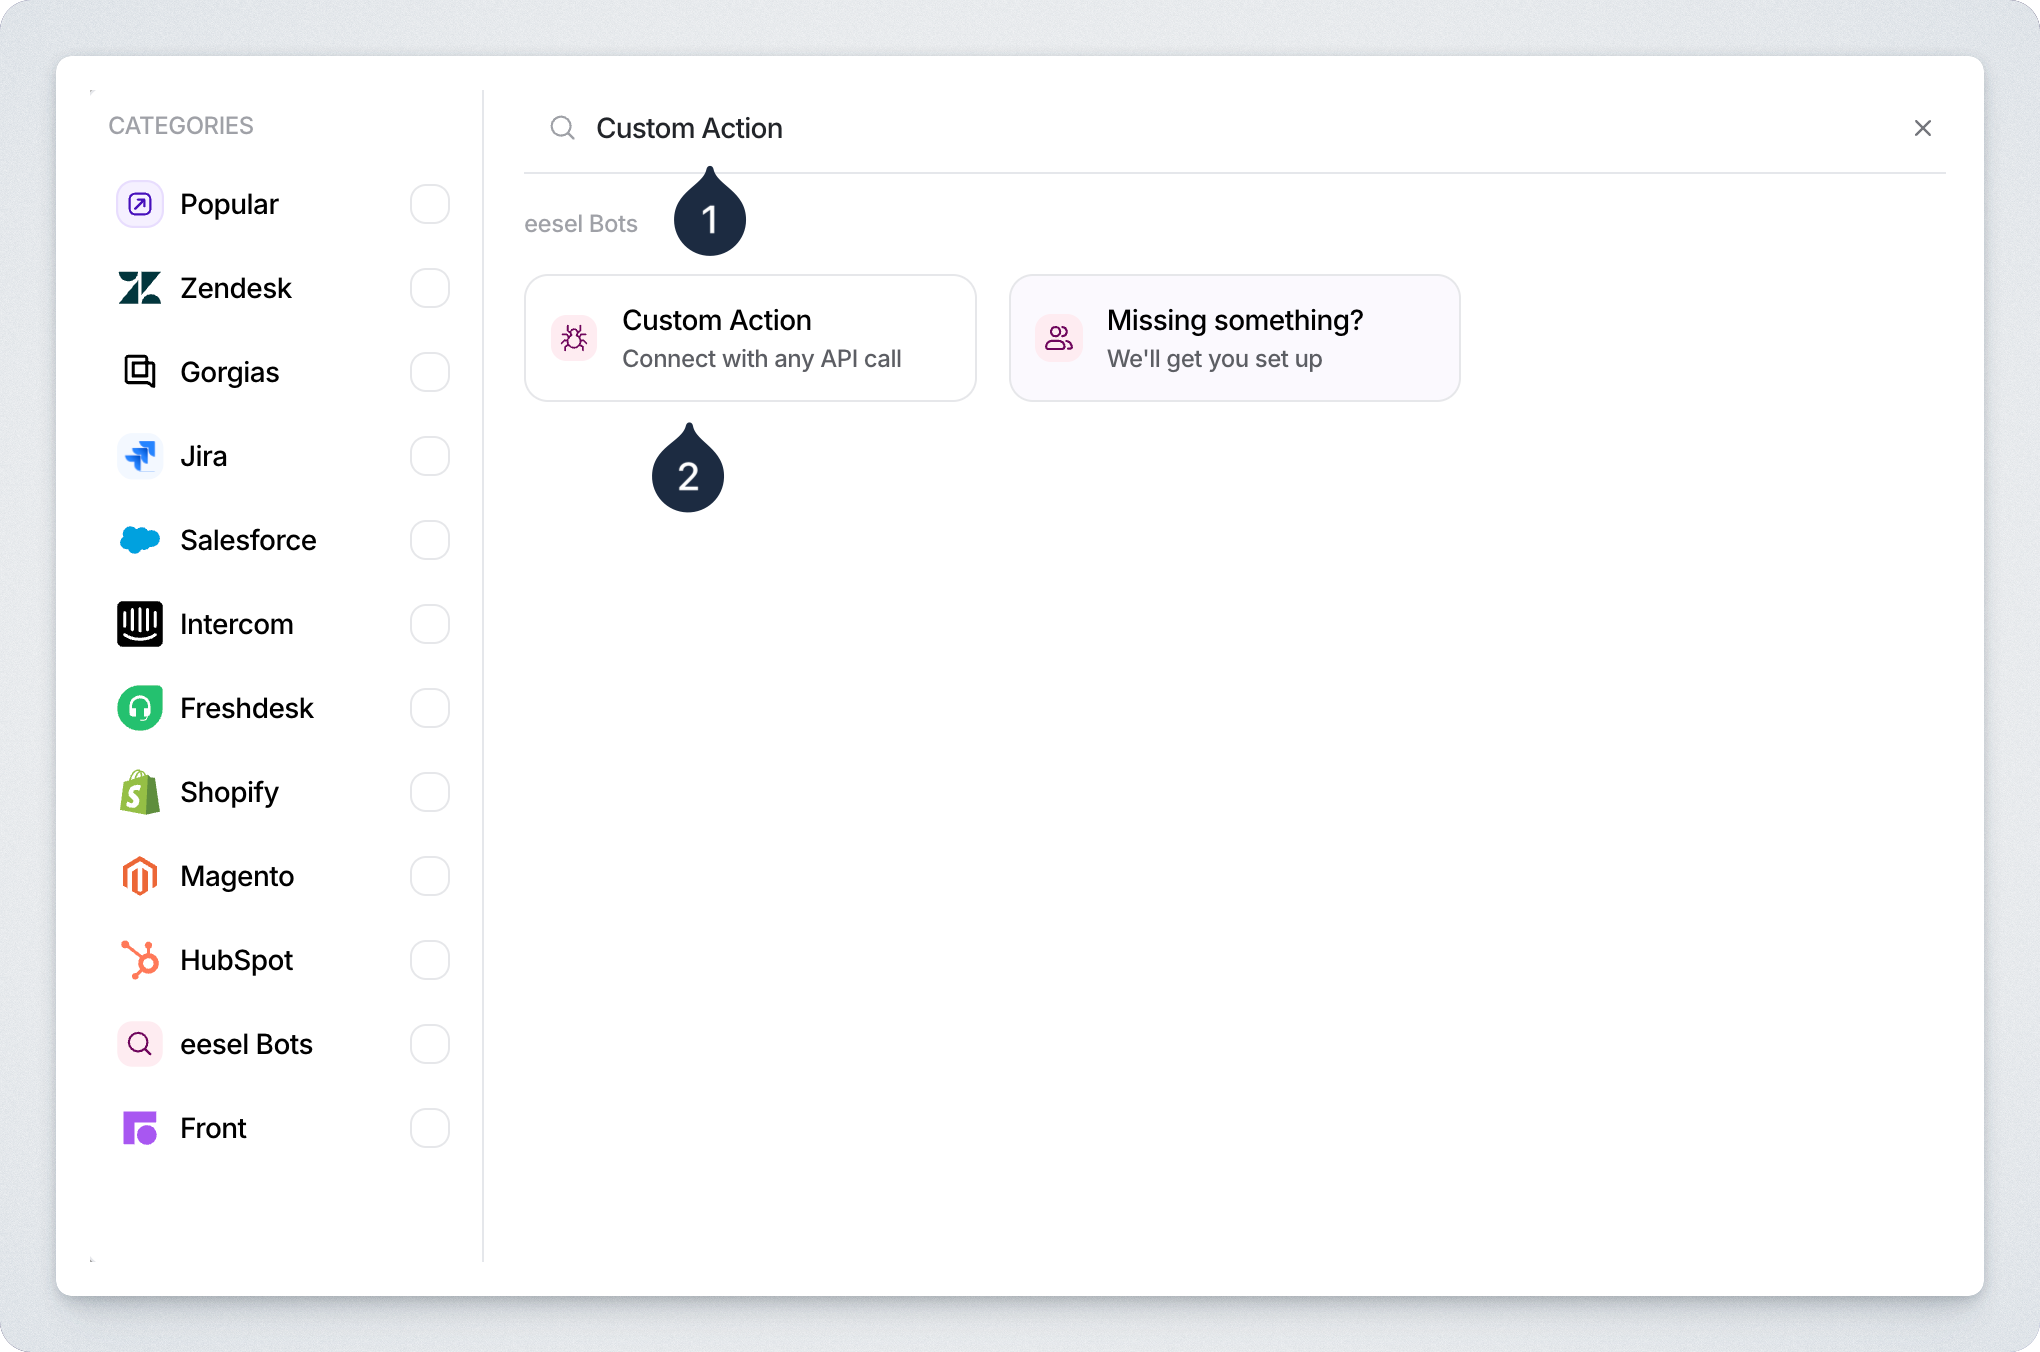 CATEGORIES
Popular
Zendesk
Gorgias
Jira
Salesforce
Intercom
Freshdesk
Shopify
Magento
HubSpot
eesel Bots
Front
Custom Action
1
eesel Bots
Custom Action
Connect with any API call
Missing something?
We'll get you set up
2